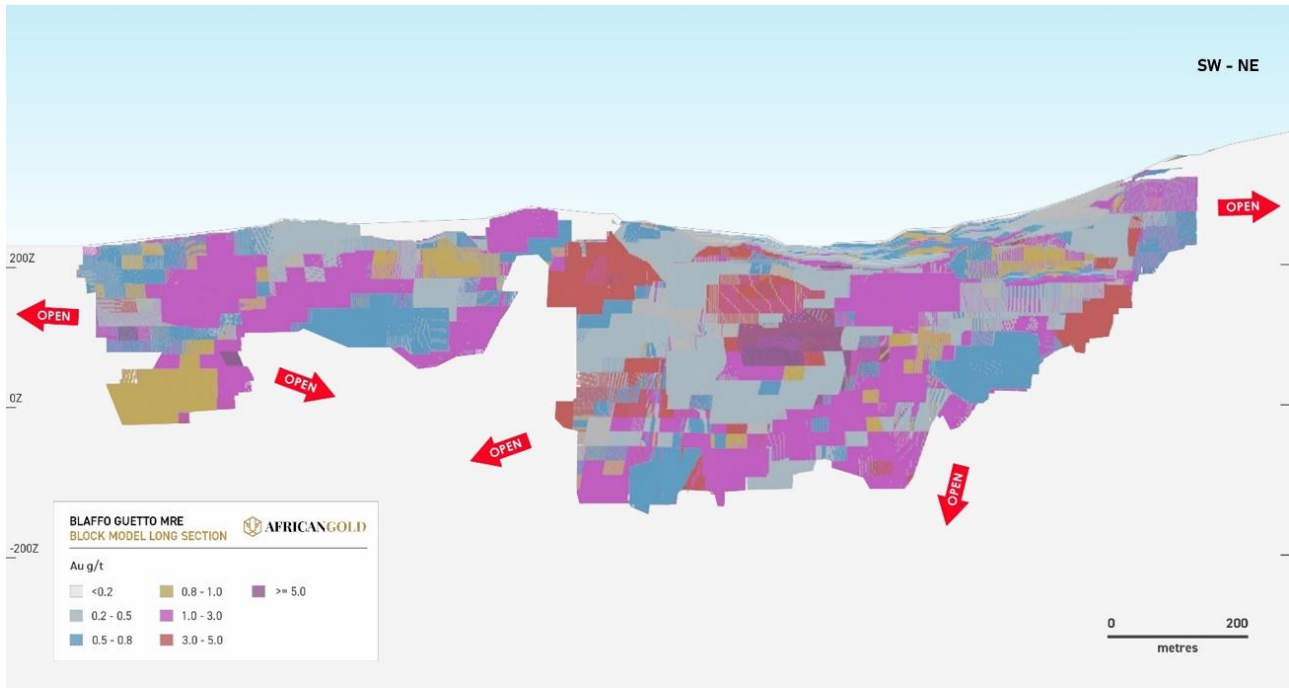 SW - NE
OPEN
200Z
OPEN
OPEN
0Z
OPEN
OPEN
-200Z
BLAFFO GUETTO MRE
BLOCK MODEL LONG SECTION
AFRICANGOLD
Au g/t
<0.2
0.8 - 1.0
>= 5.0
0.2 - 0.5
1.0 - 3.0
0.5 - 0.8
3.0 - 5.0
0
200
metres